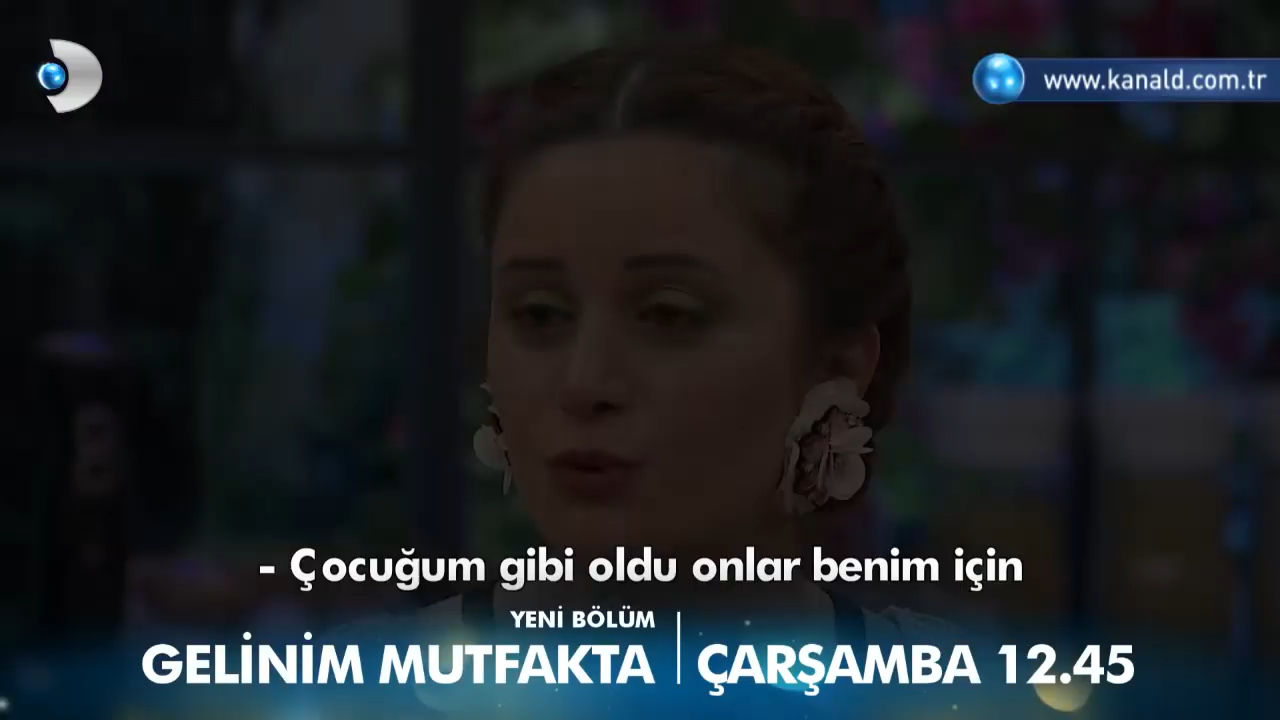 www.kanald.com.tr
- Çocuğum gibi oldu onlar benim için
YENİ BÖLÜM
GELİNİM MUTFAKTA
ÇARŞAMBA 12.45